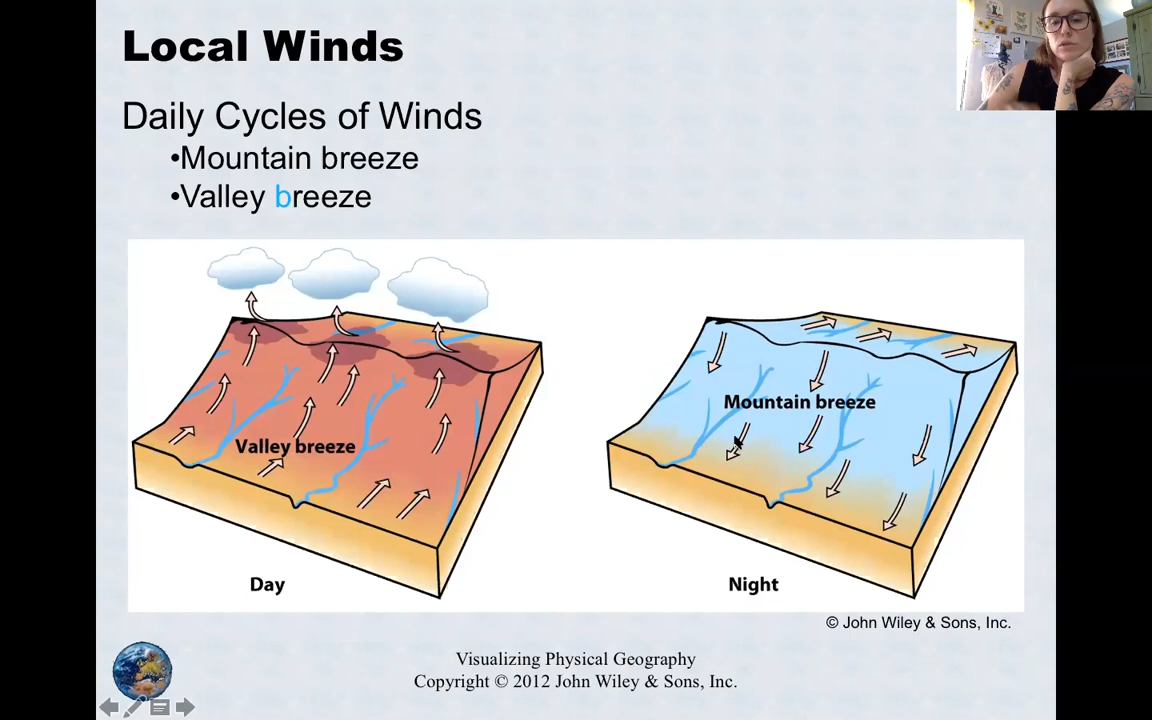 Local Winds
Daily Cycles of Winds
•Mountain breeze
•Valley breeze
Valley breeze
Mountain breeze
Day
Night
© John Wiley & Sons, Inc.
Visualizing Physical Geography
Copyright © 2012 John Wiley & Sons, Inc.